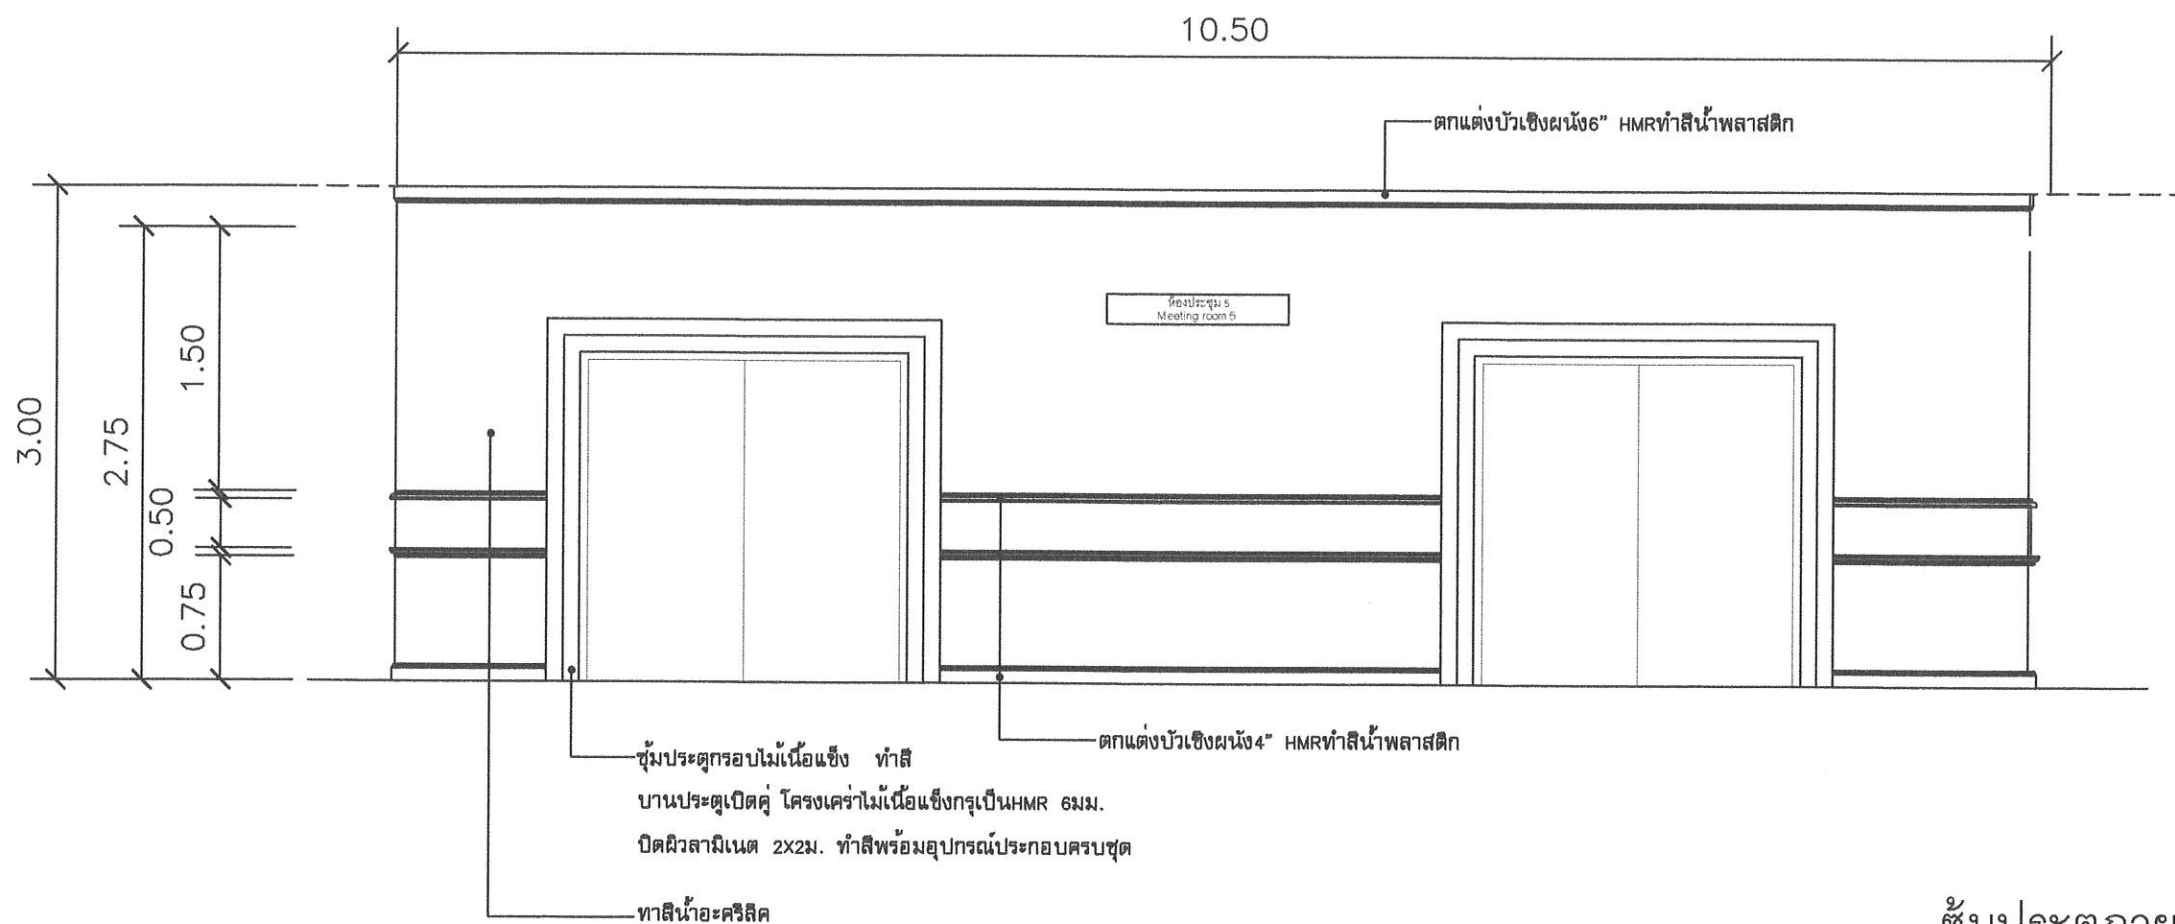 10.50
ตกแต่งบัวเชิงผนัง6" HMRทำสีน้ำพลาสติก
ห้องประชุม 5
Meeting room 5
3.00
2.75
1.50
0.50
0.75
ตกแต่งบัวเชิงผนัง4" HMRทำสีน้ำพลาสติก
ซุ้มประตูกรอบไม้เนื้อแข็ง ทำสี
บานประตูเปิดคู่ โครงเคร่าไม้เนื้อแข็งกรุเป็นHMR 6มม.
ปิดผิวลามิเนต 2X2ม. ทำสีพร้อมอุปกรณ์ประกอบครบชุด
ทาสีน้ำอะคริลิค